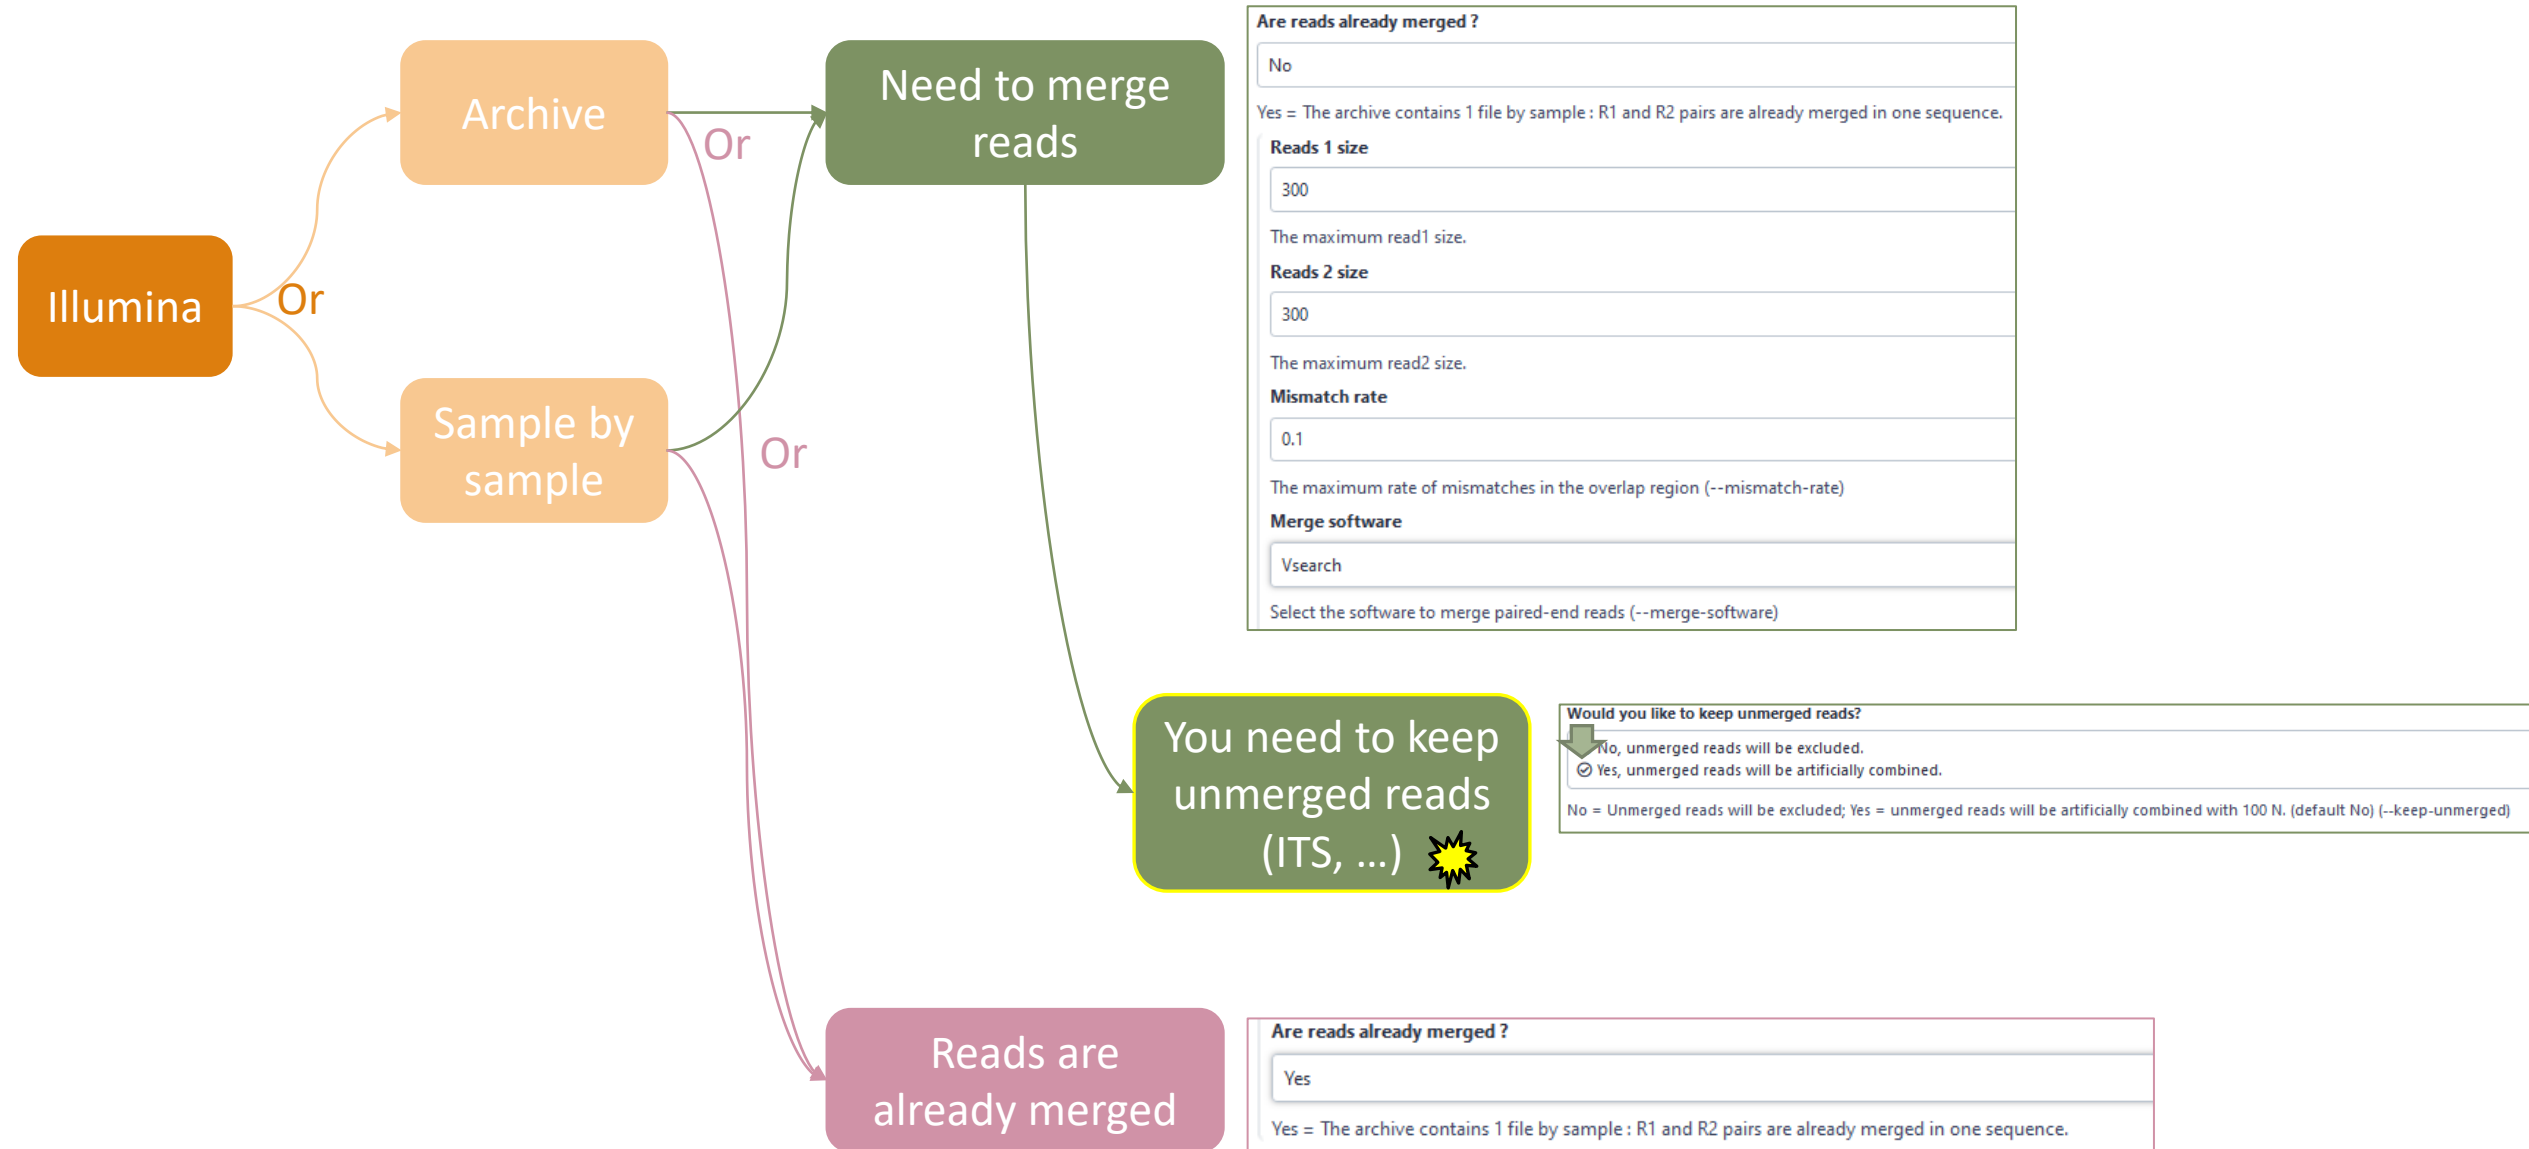 Illumina
Or
Archive
Or
Sample by
sample
Or
Need to merge
reads
Are reads already merged ?
No
Yes = The archive contains 1 file by sample : R1 and R2 pairs are already merged in one sequence.
Reads 1 size
300
The maximum read1 size.
Reads 2 size
300
The maximum read2 size.
Mismatch rate
0.1
The maximum rate of mismatches in the overlap region (--mismatch-rate)
Merge software
Vsearch
Select the software to merge paired-end reads (--merge-software)
You need to keep
unmerged reads
(ITS, ...)
Would you like to keep unmerged reads?
No, unmerged reads will be excluded.
Yes, unmerged reads will be artificially combined.
No = Unmerged reads will be excluded; Yes = unmerged reads will be artificially combined with 100 N. (default No) (--keep-unmerged)
Reads are
already merged
Are reads already merged ?
Yes
Yes = The archive contains 1 file by sample : R1 and R2 pairs are already merged in one sequence.